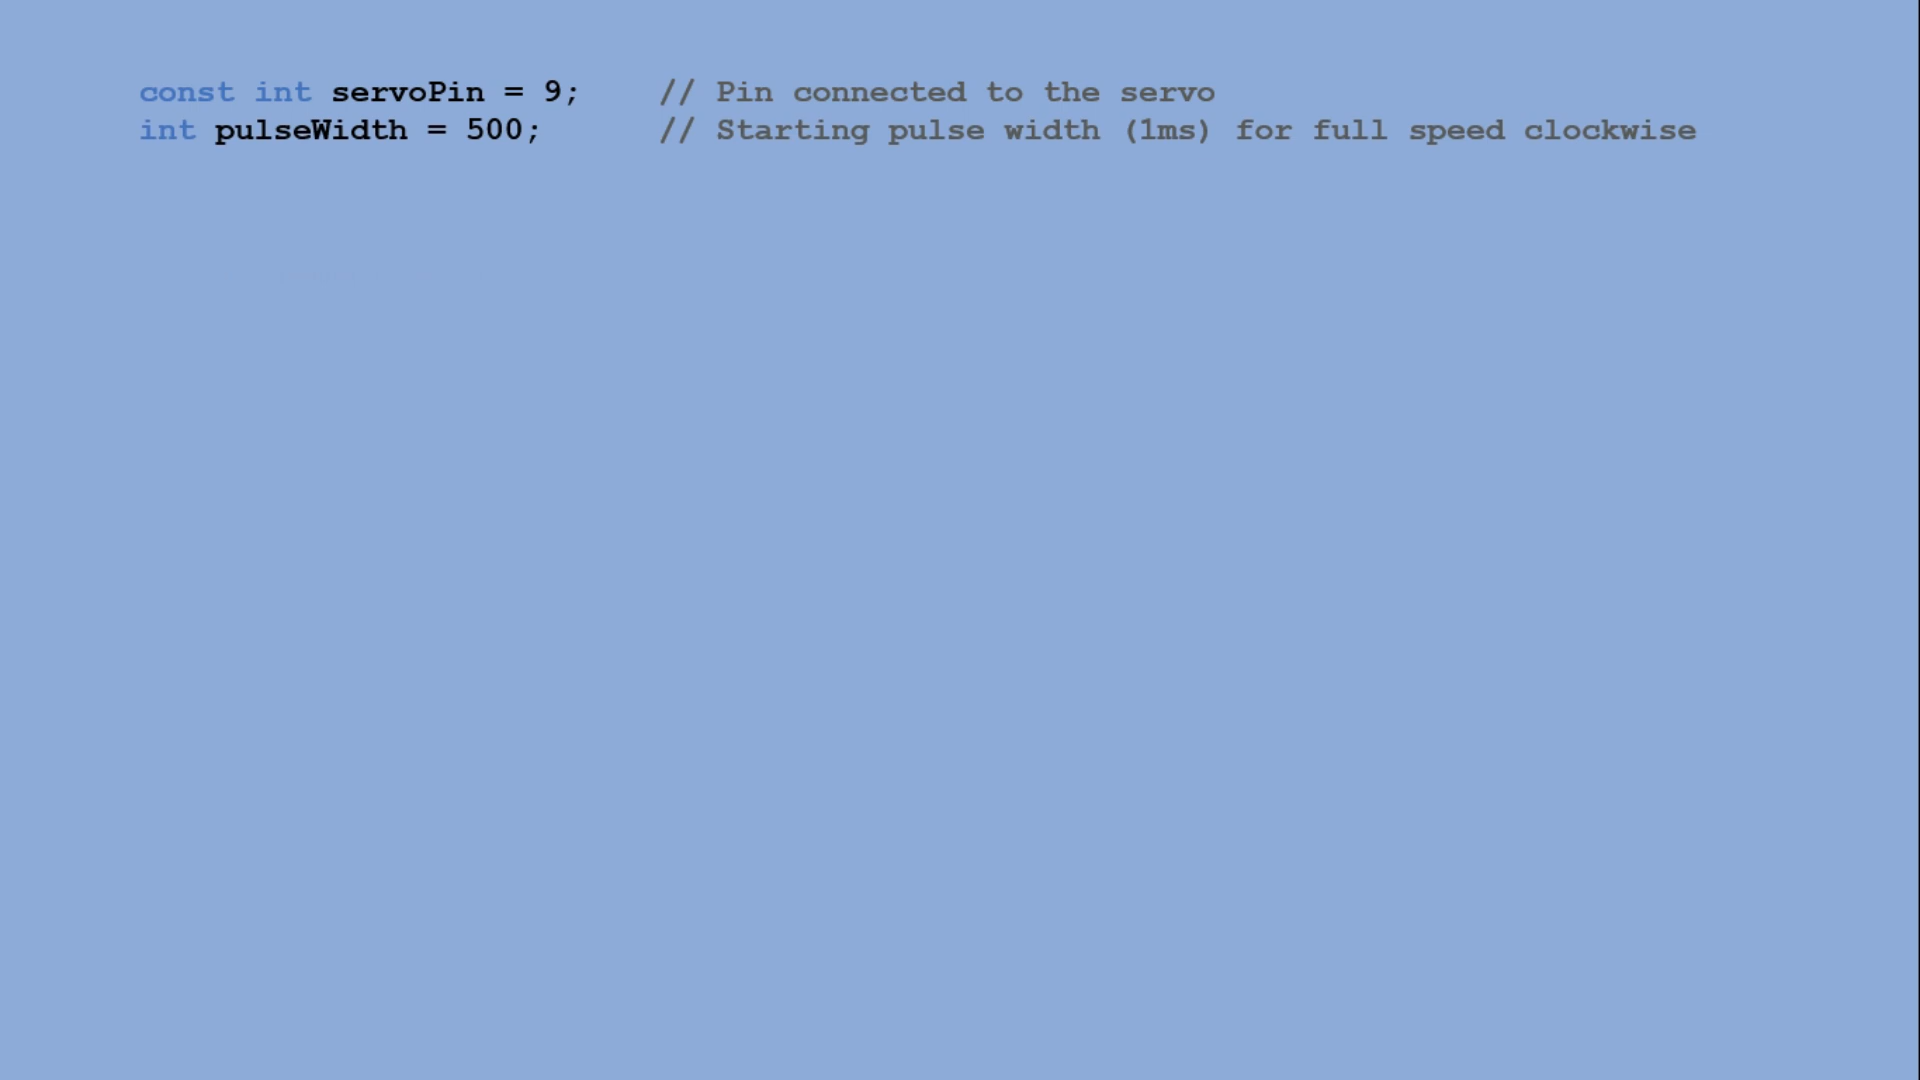 const int servoPin = 9;    // Pin connected to the servo
int pulseWidth = 500;      // Starting pulse width (1ms) for full speed clockwise